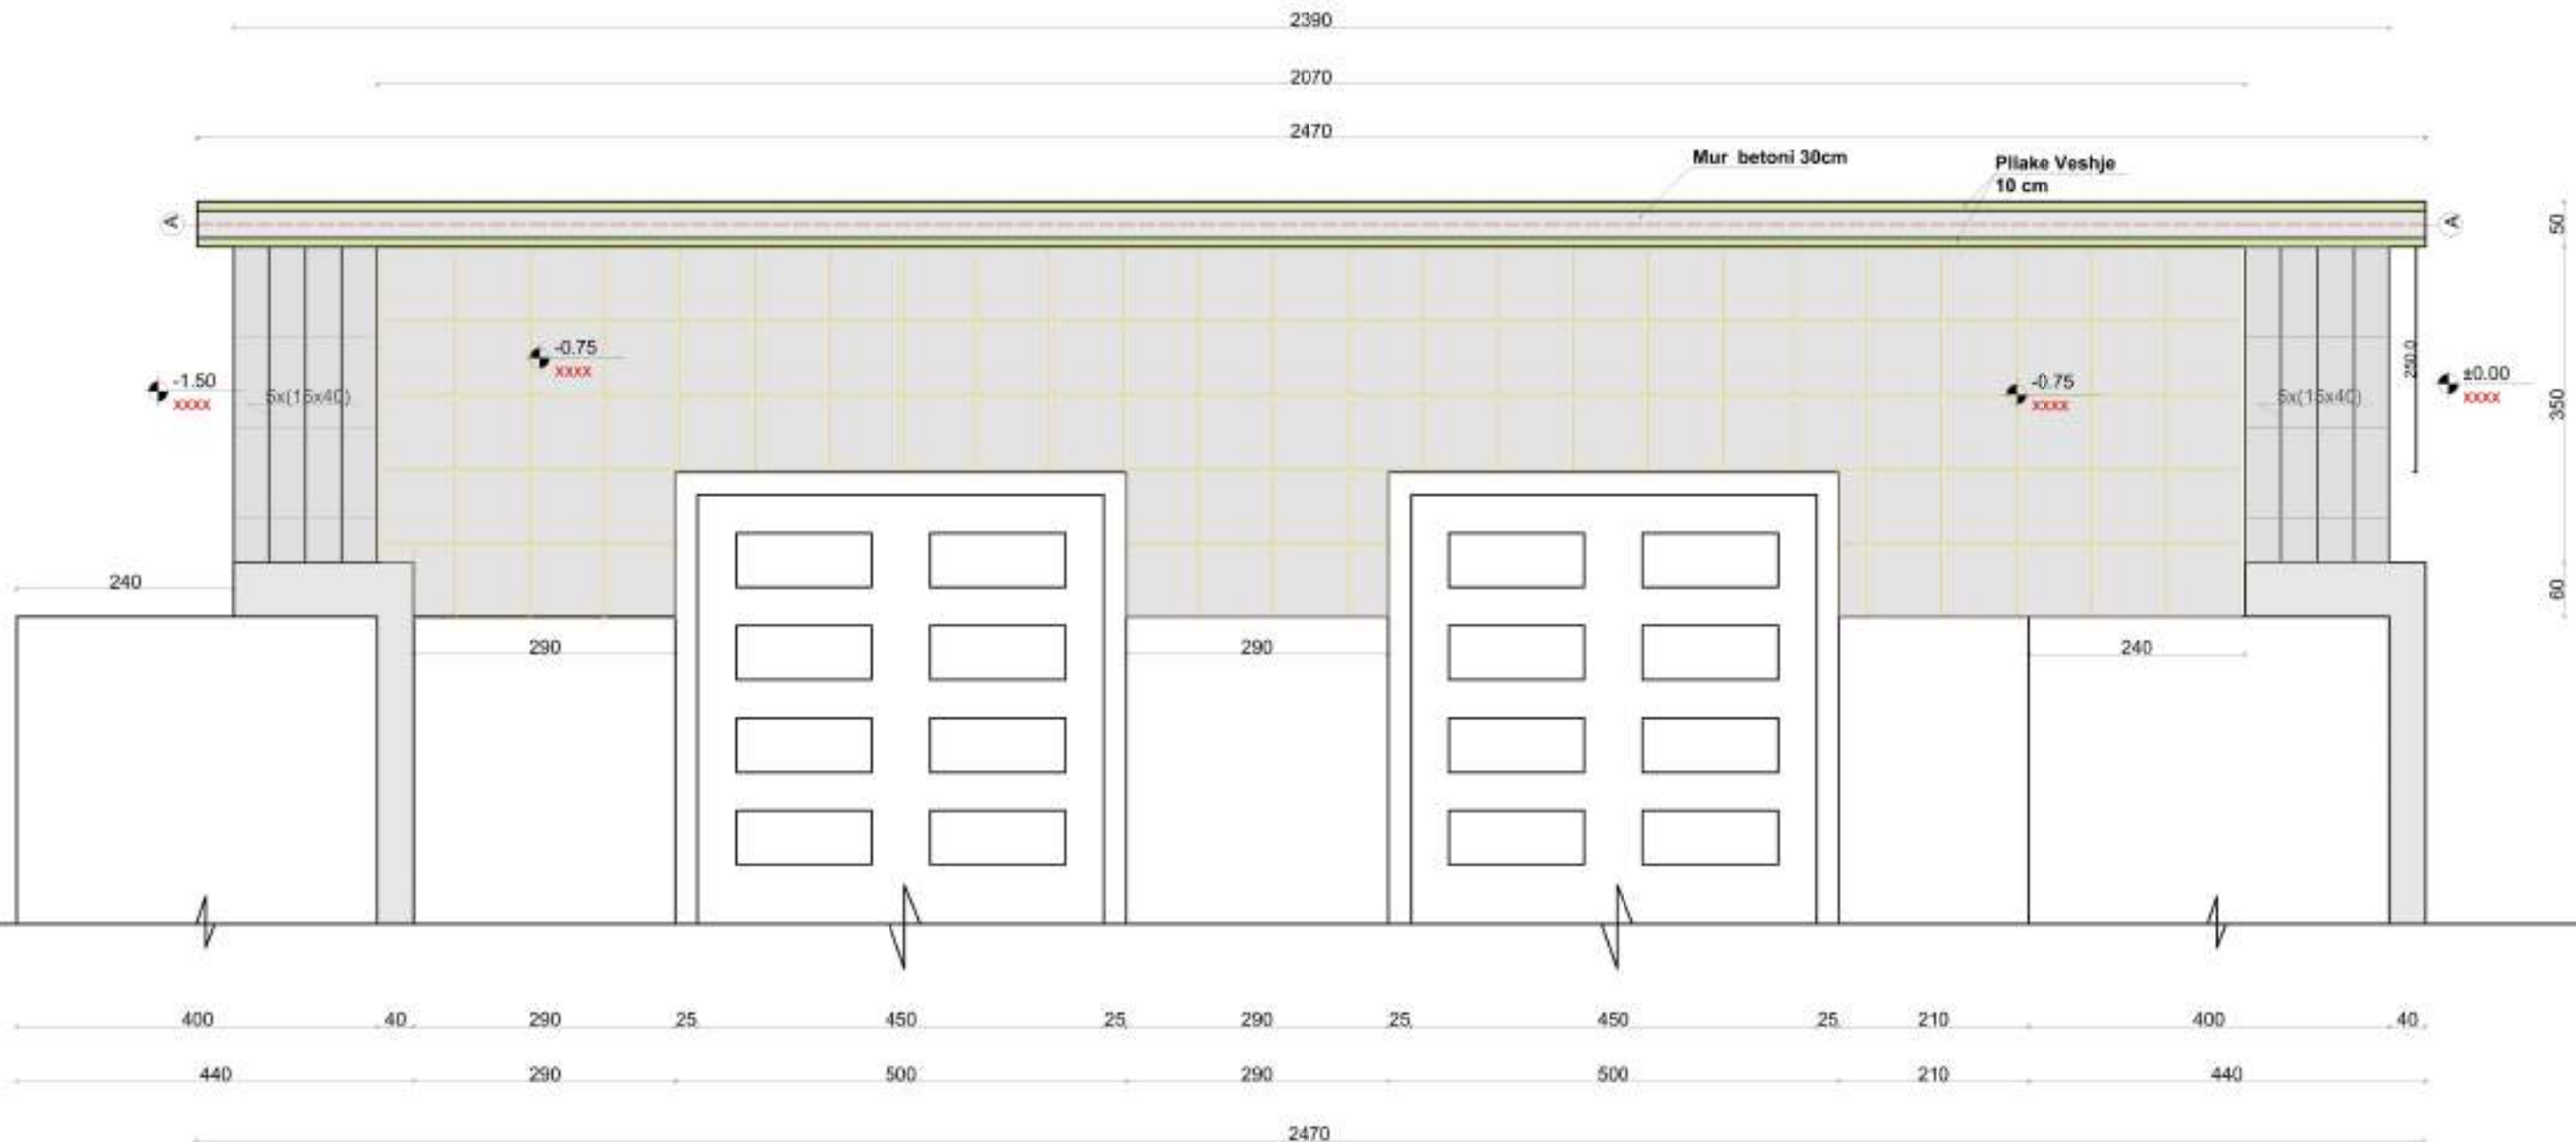 2390
2070
2470
Mur betoni 30cm
Pllake Veshje
10 cm
A
A
50
-0.75
xxxx
-1.50
xxxx
5x(15x40)
-0.75
xxxx
5x(15x40)
250.0
±0.00
xxxx
350
240
60
290
290
240
400 40 290 25 450 25 290 25 450 25 210 400 40
440 290 500 290 500 210 440
2470